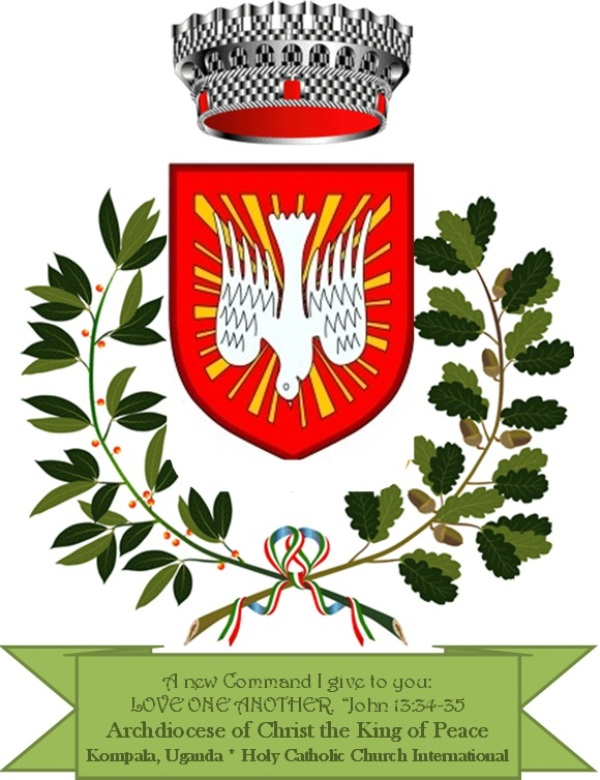 A new Command I give to you:
LOVE ONE ANOTHER. "John 13:34-35
Archdiocese of Christ the King of Peace
Kompala, Uganda * Holy Catholic Church International